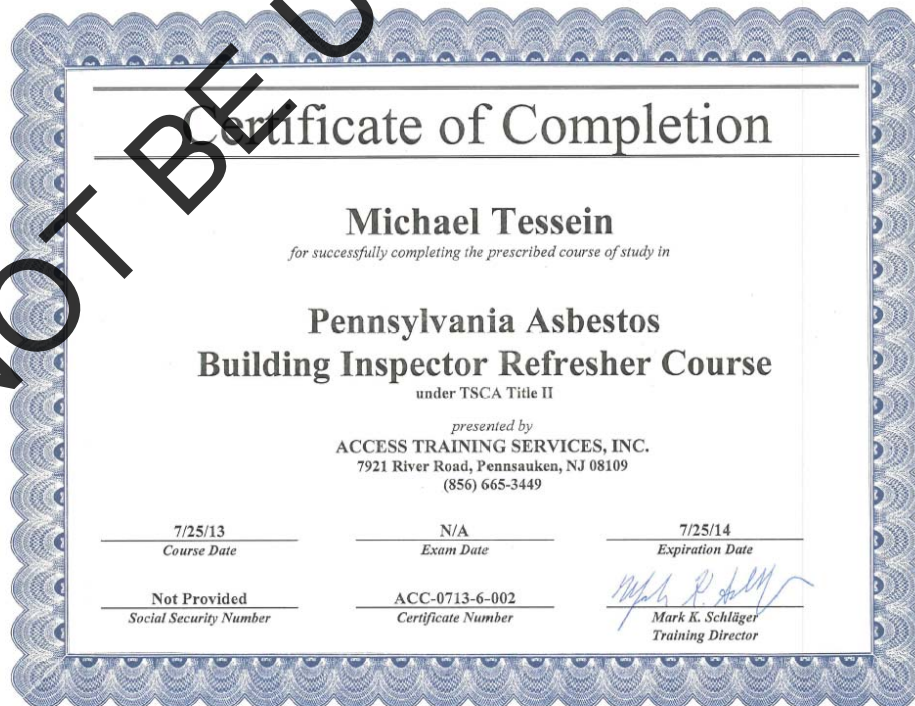 NOT BE U
Certificate of Completion
Michael Tessein
for successfully completing the prescribed course of study in
Pennsylvania Asbestos
Building Inspector Refresher Course
under TSCA Title II
presented by
ACCESS TRAINING SERVICES, INC.
7921 River Road, Pennsauken, NJ 08109
(856) 665-3449
7/25/13 N/A 7/25/14
Course Date Exam Date Expiration Date
Not Provided ACC-0713-6-002
Social Security Number Certificate Number Mark K. Schläger
Training Director